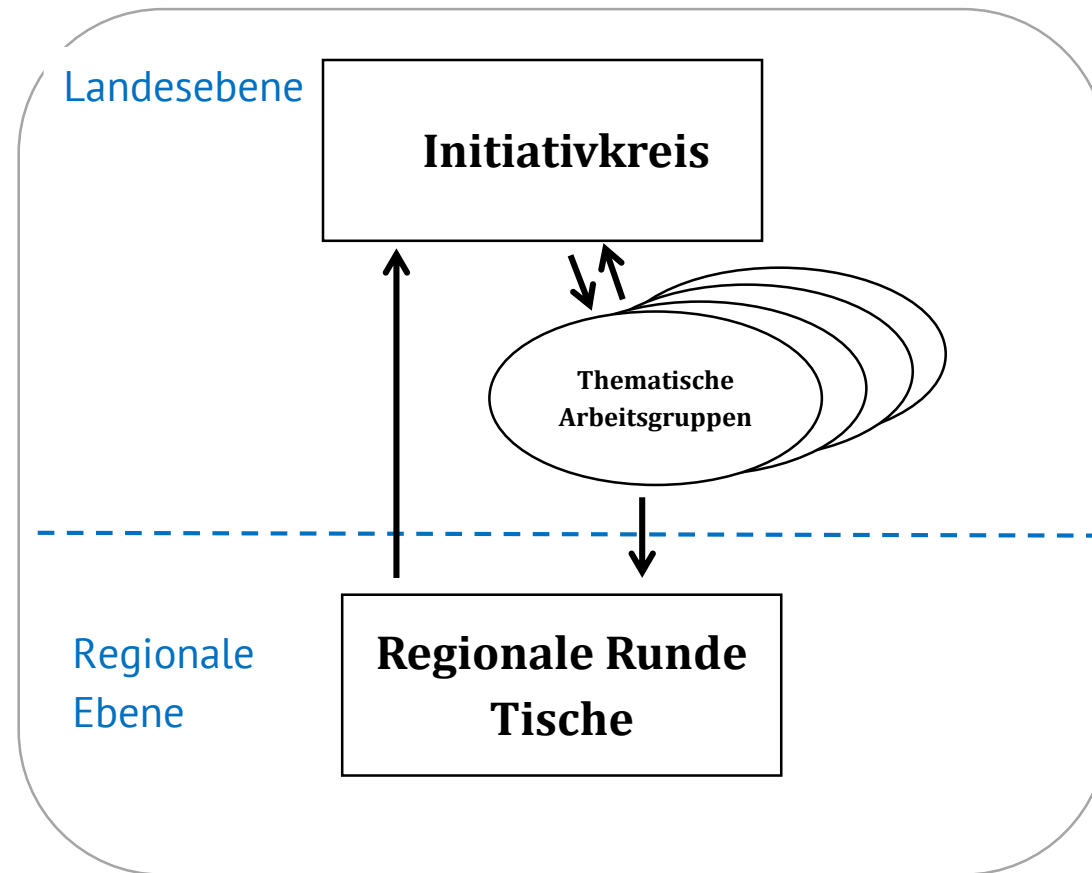 Landesebene
Initiativkreis
Thematische
Arbeitsgruppen
Regionale
Ebene
Regionale Runde
Tische